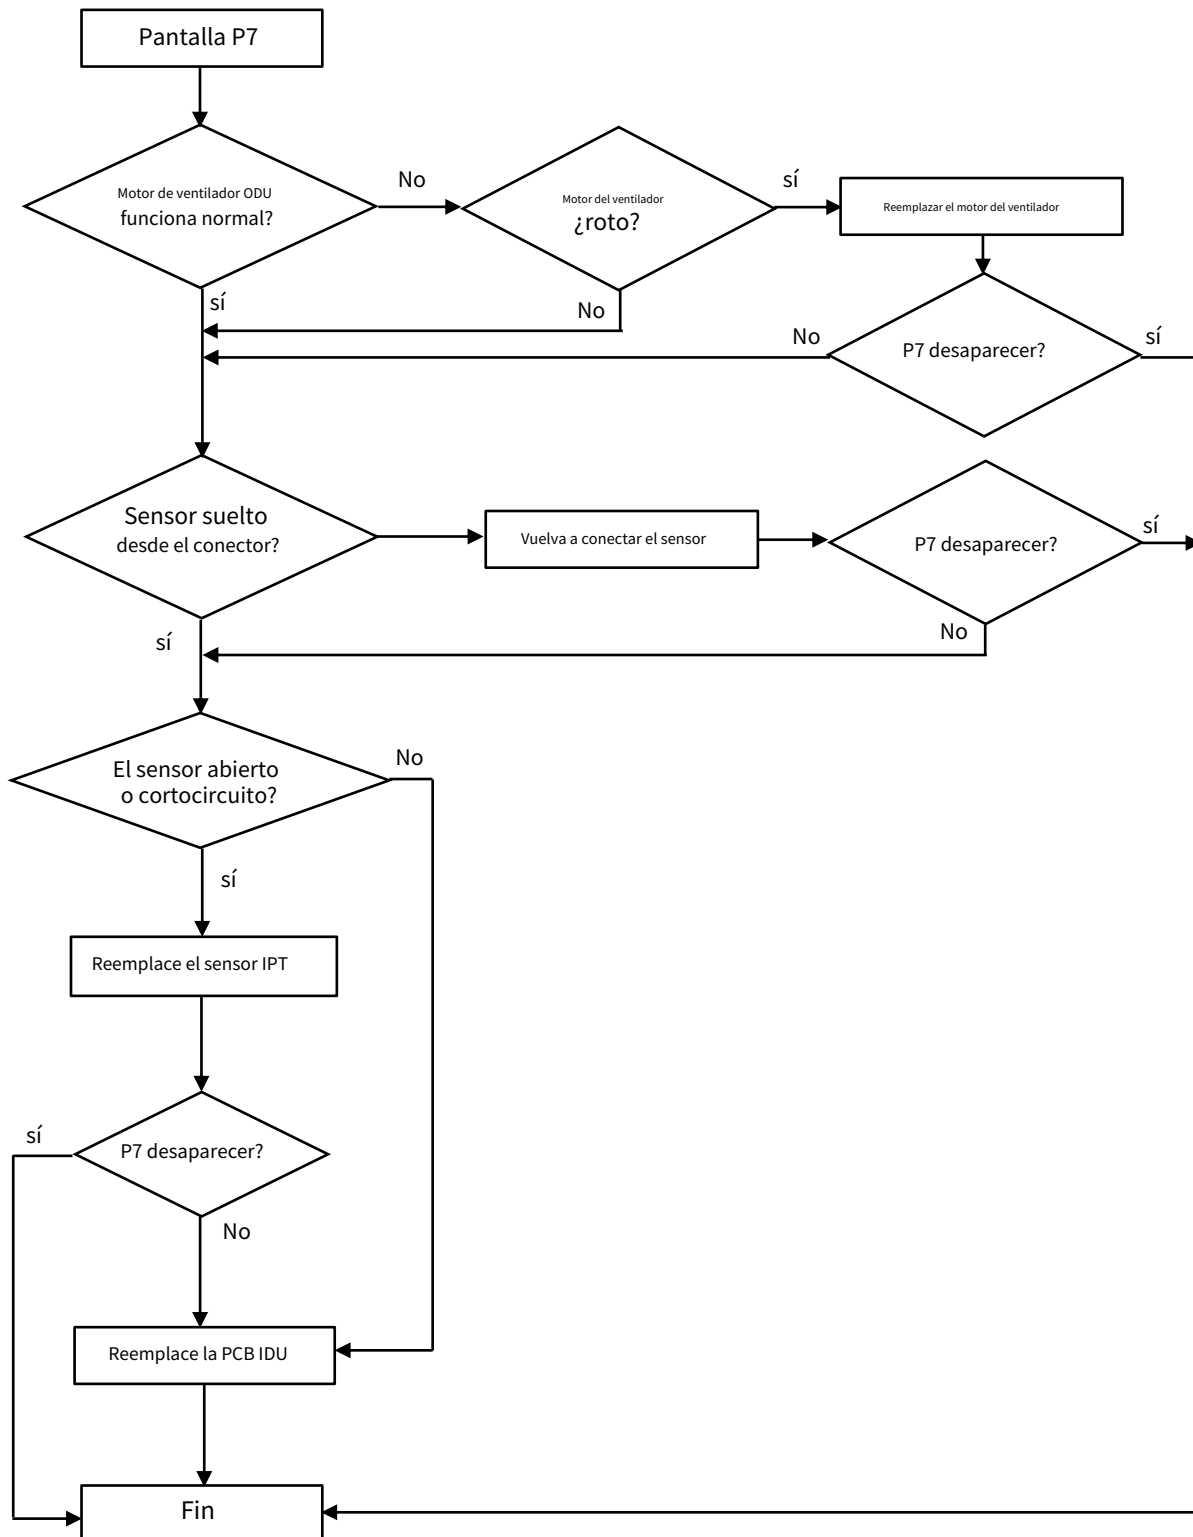 Pantalla P7
Motor de ventilador ODU
funciona normal?
No
Motor del ventilador
¿roto?
sí
Reemplazar el motor del ventilador
sí
No
No
P7 desaparecer?
sí
Sensor suelto
desde el conector?
Vuelva a conectar el sensor
P7 desaparecer?
sí
sí
No
El sensor abierto
o cortocircuito?
No
sí
Reemplace el sensor IPT
sí
P7 desaparecer?
No
Reemplace la PCB IDU
Fin